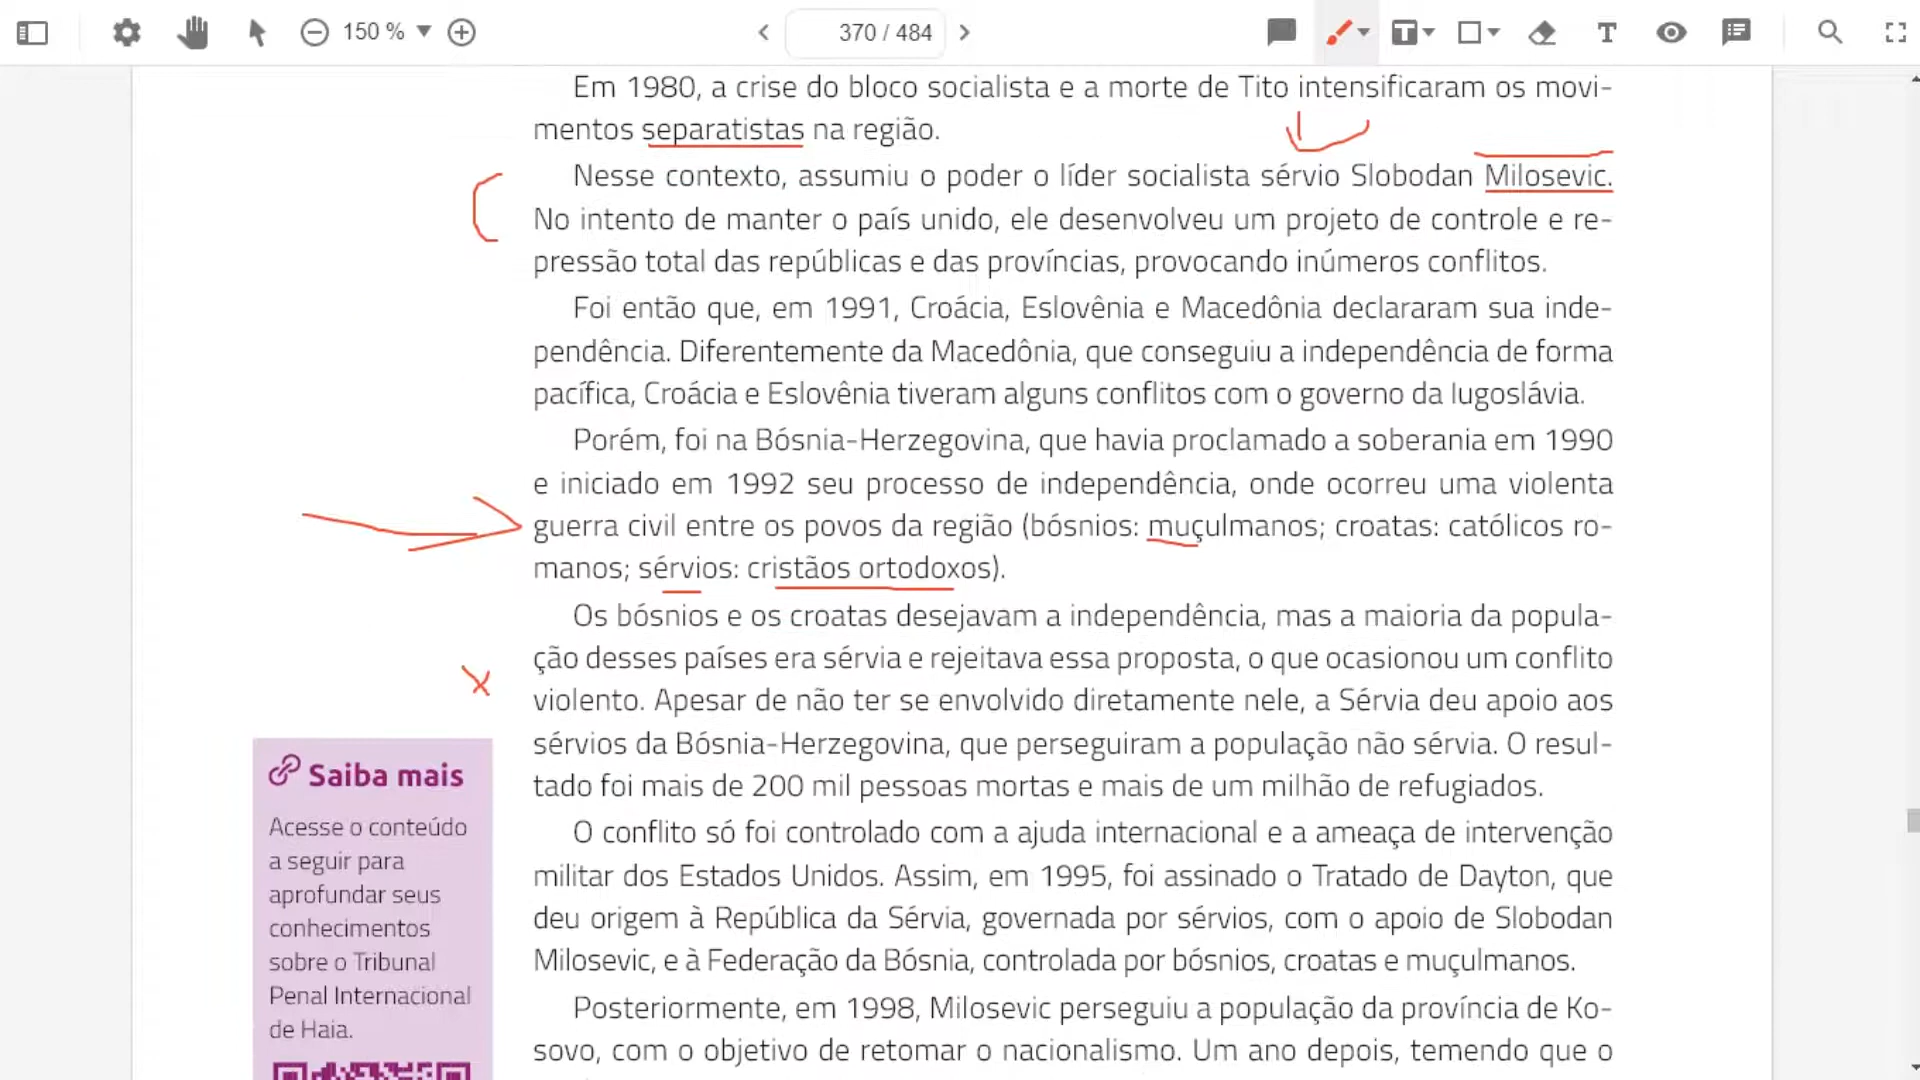 150 %
370 / 484
Em 1980, a crise do bloco socialista e a morte de Tito intensificaram os movi-
mentos separatistas na região.
Nesse contexto, assumiu o poder o líder socialista sérvio Slobodan Milosevic.
No intento de manter o país unido, ele desenvolveu um projeto de controle e re-
pressão total das repúblicas e das províncias, provocando inúmeros conflitos.
Foi então que, em 1991, Croácia, Eslovênia e Macedônia declararam sua inde-
pendência. Diferentemente da Macedônia, que conseguiu a independência de forma
pacífica, Croácia e Eslovênia tiveram alguns conflitos com o governo da Iugoslávia.
Porém, foi na Bósnia-Herzegovina, que havia proclamado a soberania em 1990
e iniciado em 1992 seu processo de independência, onde ocorreu uma violenta
guerra civil entre os povos da região (bósnios: muçulmanos; croatas: católicos ro-
manos; sérvios: cristãos ortodoxos).
Os bósnios e os croatas desejavam a independência, mas a maioria da popula-
ção desses países era sérvia e rejeitava essa proposta, o que ocasionou um conflito
violento. Apesar de não ter se envolvido diretamente nele, a Sérvia deu apoio aos
sérvios da Bósnia-Herzegovina, que perseguiram a população não sérvia. O resul-
tado foi mais de 200 mil pessoas mortas e mais de um milhão de refugiados.
O conflito só foi controlado com a ajuda internacional e a ameaça de intervenção
militar dos Estados Unidos. Assim, em 1995, foi assinado o Tratado de Dayton, que
deu origem à República da Sérvia, governada por sérvios, com o apoio de Slobodan
Milosevic, e à Federação da Bósnia, controlada por bósnios, croatas e muçulmanos.
Posteriormente, em 1998, Milosevic perseguiu a população da província de Ko-
sovo, com o objetivo de retomar o nacionalismo. Um ano depois, temendo que o
Saiba mais
Acesse o conteúdo
a seguir para
aprofundar seus
conhecimentos
sobre o Tribunal
Penal Internacional
de Haia.